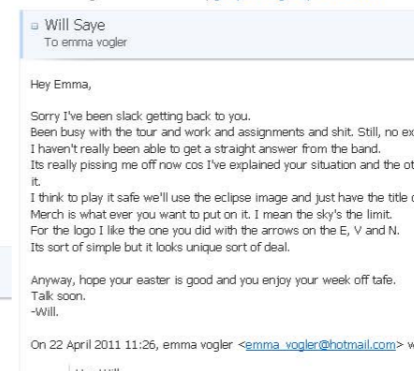 Will Saye
To emma vogler
Hey Emma,
Sorry I've been slack getting back to you.
Been busy with the tour and work and assignments and shit. Still, no ex
I haven't really been able to get a straight answer from the band.
Its really pissing me off now cos I've explained your situation and the ot
it.
I think to play it safe we'll use the eclipse image and just have the title o
Merch is what ever you want to put on it. I mean the sky's the limit.
For the logo I like the one you did with the arrows on the E, V and N.
Its sort of simple but it looks unique sort of deal.
Anyway, hope your easter is good and you enjoy your week off tafe.
Talk soon.
-Will.
On 22 April 2011 11:26, emma vogler <emma_vogler@hotmail.com> w